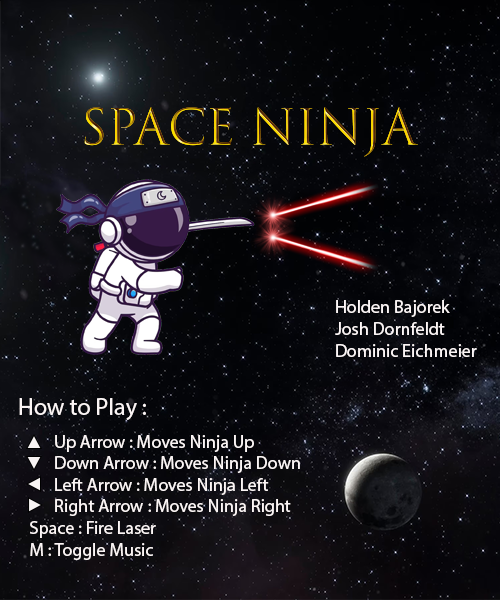 SPACE NINJA
Holden Bajorek
Josh Dornfeldt
Dominic Eichmeier
How to Play :
▲ Up Arrow : Moves Ninja Up
▼ Down Arrow : Moves Ninja Down
◀ Left Arrow : Moves Ninja Left
▶ Right Arrow : Moves Ninja Right
Space : Fire Laser
M : Toggle Music